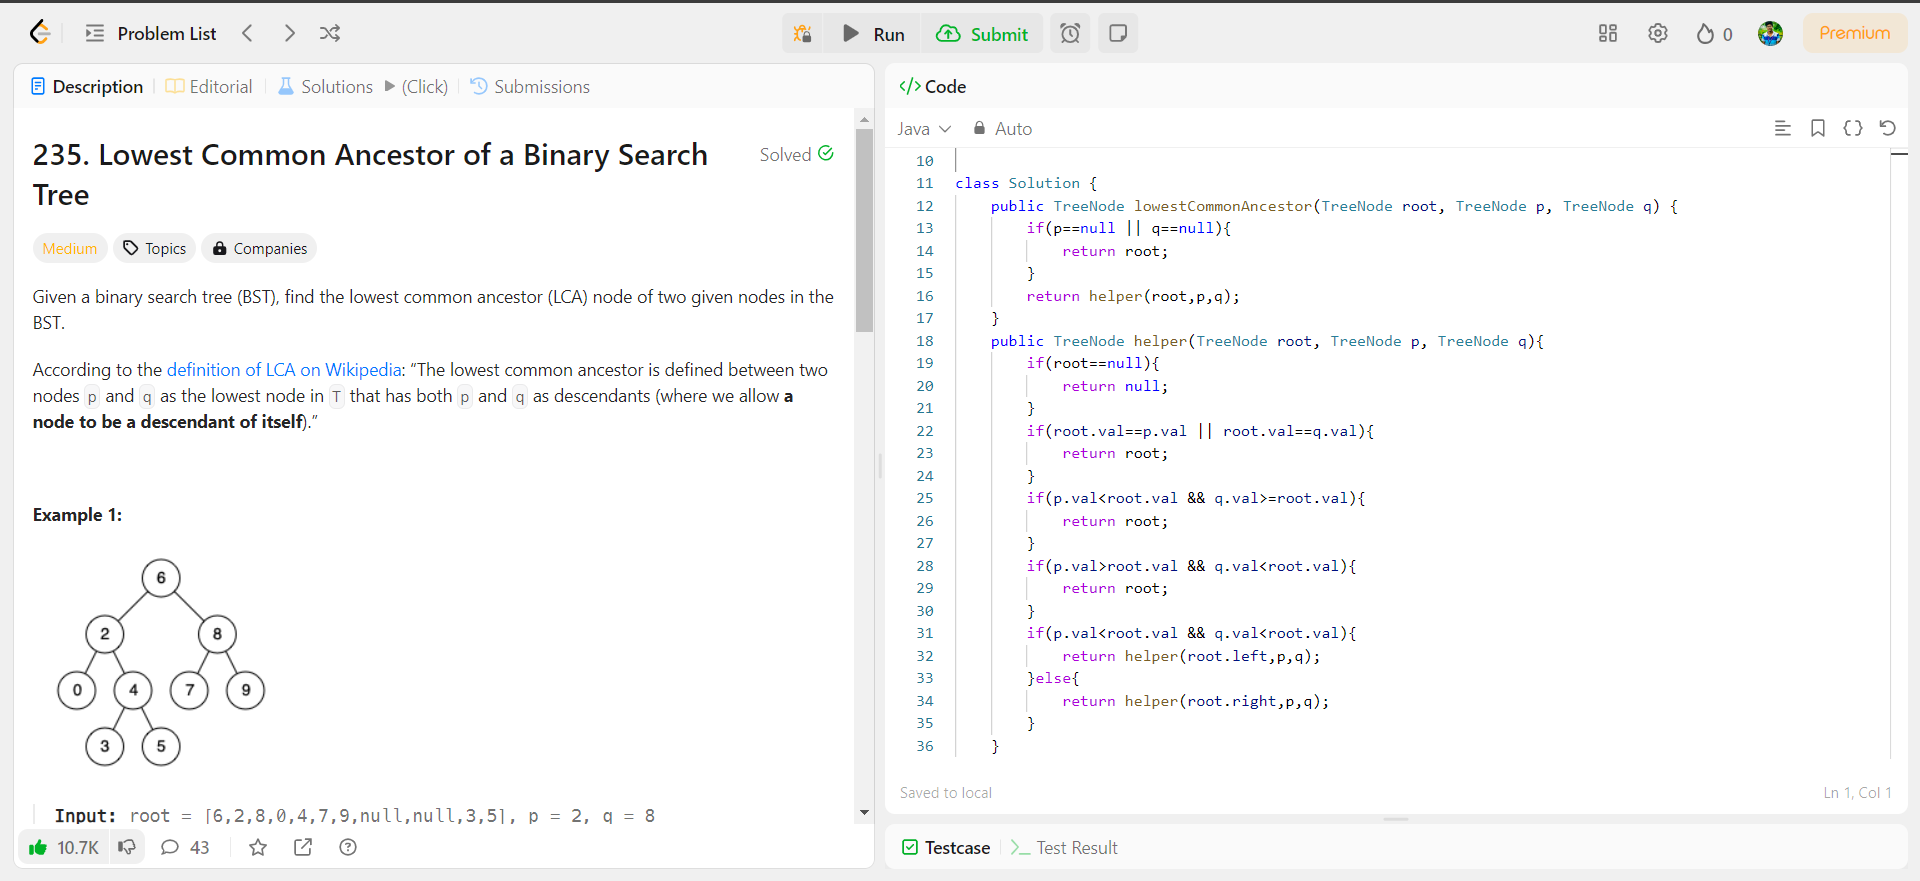 Problem List
Run
Submit
0
Premium
Description
Editorial
Solutions
(Click)
Submissions
235. Lowest Common Ancestor of a Binary Search
Tree
Solved
Medium
Topics
Companies
Given a binary search tree (BST), find the lowest common ancestor (LCA) node of two given nodes in the
BST.
According to the definition of LCA on Wikipedia: “The lowest common ancestor is defined between two
nodes p and q as the lowest node in T that has both p and q as descendants (where we allow a
node to be a descendant of itself).”
Example 1:
6
2 8
0 4 7 9
3 5
Input: root = [6,2,8,0,4,7,9,null,null,3,5], p = 2, q = 8
10.7K
43
Code
Java
Auto
10
11 class Solution {
12     public TreeNode lowestCommonAncestor(TreeNode root, TreeNode p, TreeNode q) {
13         if(p==null || q==null){
14             return root;
15         }
16         return helper(root,p,q);
17     }
18     public TreeNode helper(TreeNode root, TreeNode p, TreeNode q){
19         if(root==null){
20             return null;
21         }
22         if(root.val==p.val || root.val==q.val){
23             return root;
24         }
25         if(p.val<root.val && q.val>=root.val){
26             return root;
27         }
28         if(p.val>root.val && q.val<root.val){
29             return root;
30         }
31         if(p.val<root.val && q.val<root.val){
32             return helper(root.left,p,q);
33         }else{
34             return helper(root.right,p,q);
35         }
36     }
Saved to local
Ln 1, Col 1
Testcase
Test Result